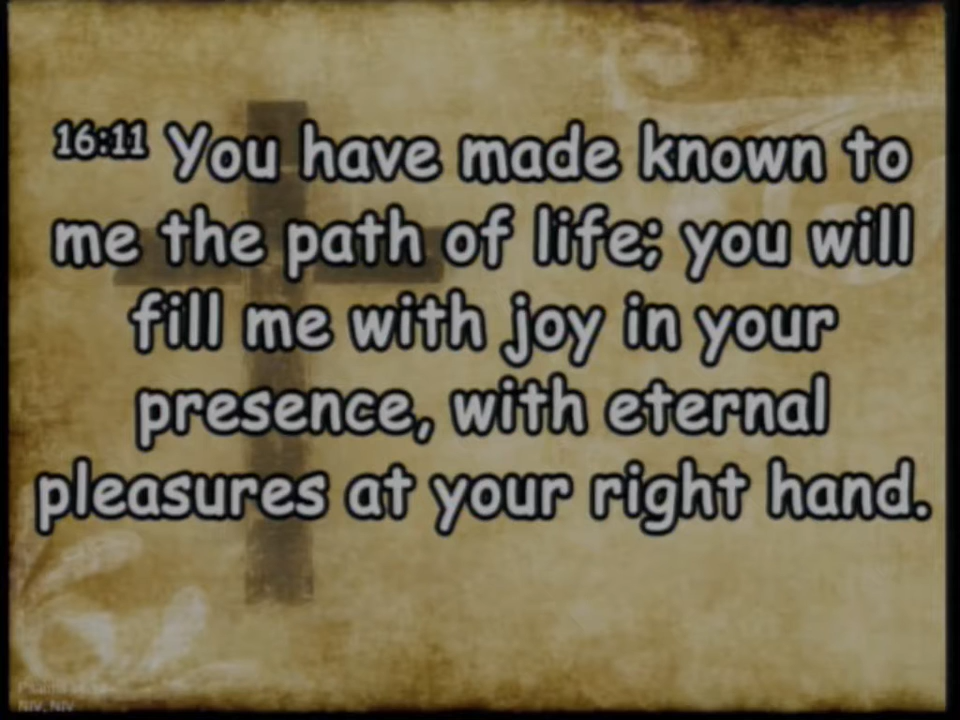 16:11 You have made known to
me the path of life; you will
fill me with joy in your
presence, with eternal
pleasures at your right hand.
NIV, NIV